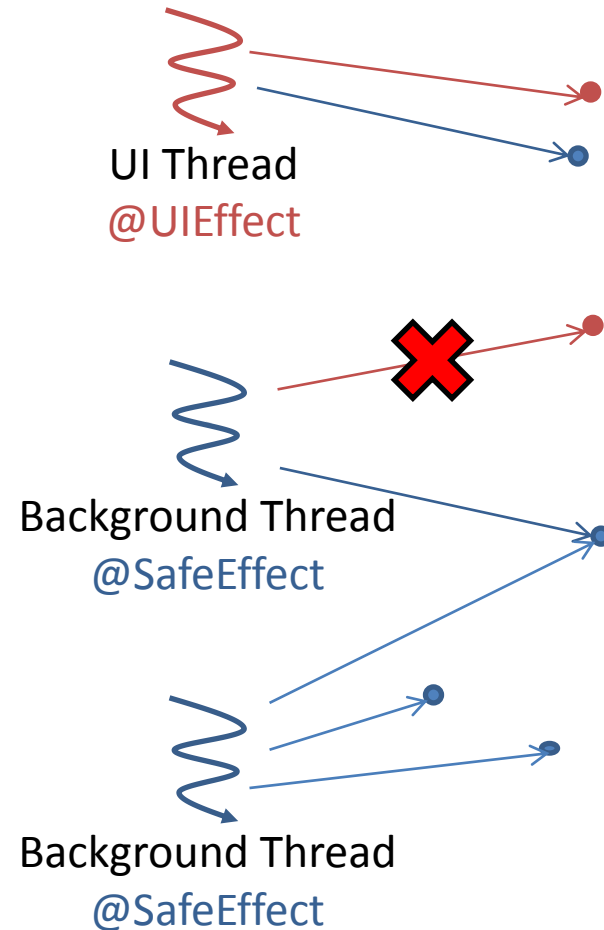 UI Thread
@UIEffect
Background Thread
@SafeEffect
Background Thread
@SafeEffect